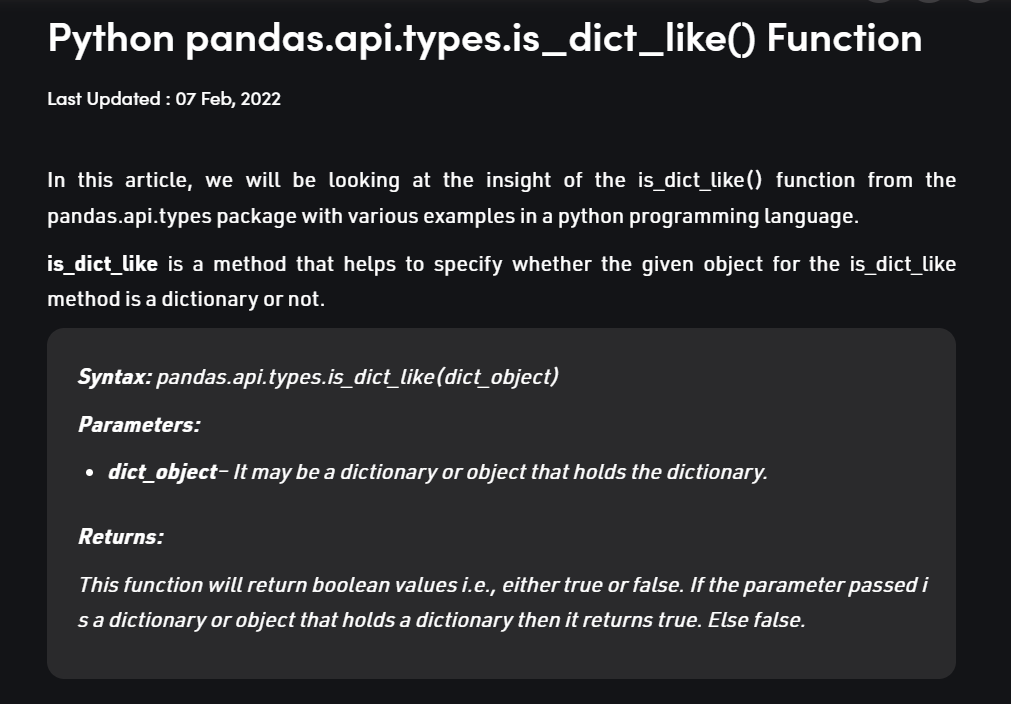 Python pandas.api.types.is_dict_like() Function
Last Updated : 07 Feb, 2022
In this article, we will be looking at the insight of the is_dict_like() function from the
pandas.api.types package with various examples in a python programming language.
is_dict_like is a method that helps to specify whether the given object for the is_dict_like
method is a dictionary or not.
Syntax: pandas.api.types.is_dict_like(dict_object)
Parameters:
• dict_object– It may be a dictionary or object that holds the dictionary.
Returns:
This function will return boolean values i.e., either true or false. If the parameter passed i
s a dictionary or object that holds a dictionary then it returns true. Else false.